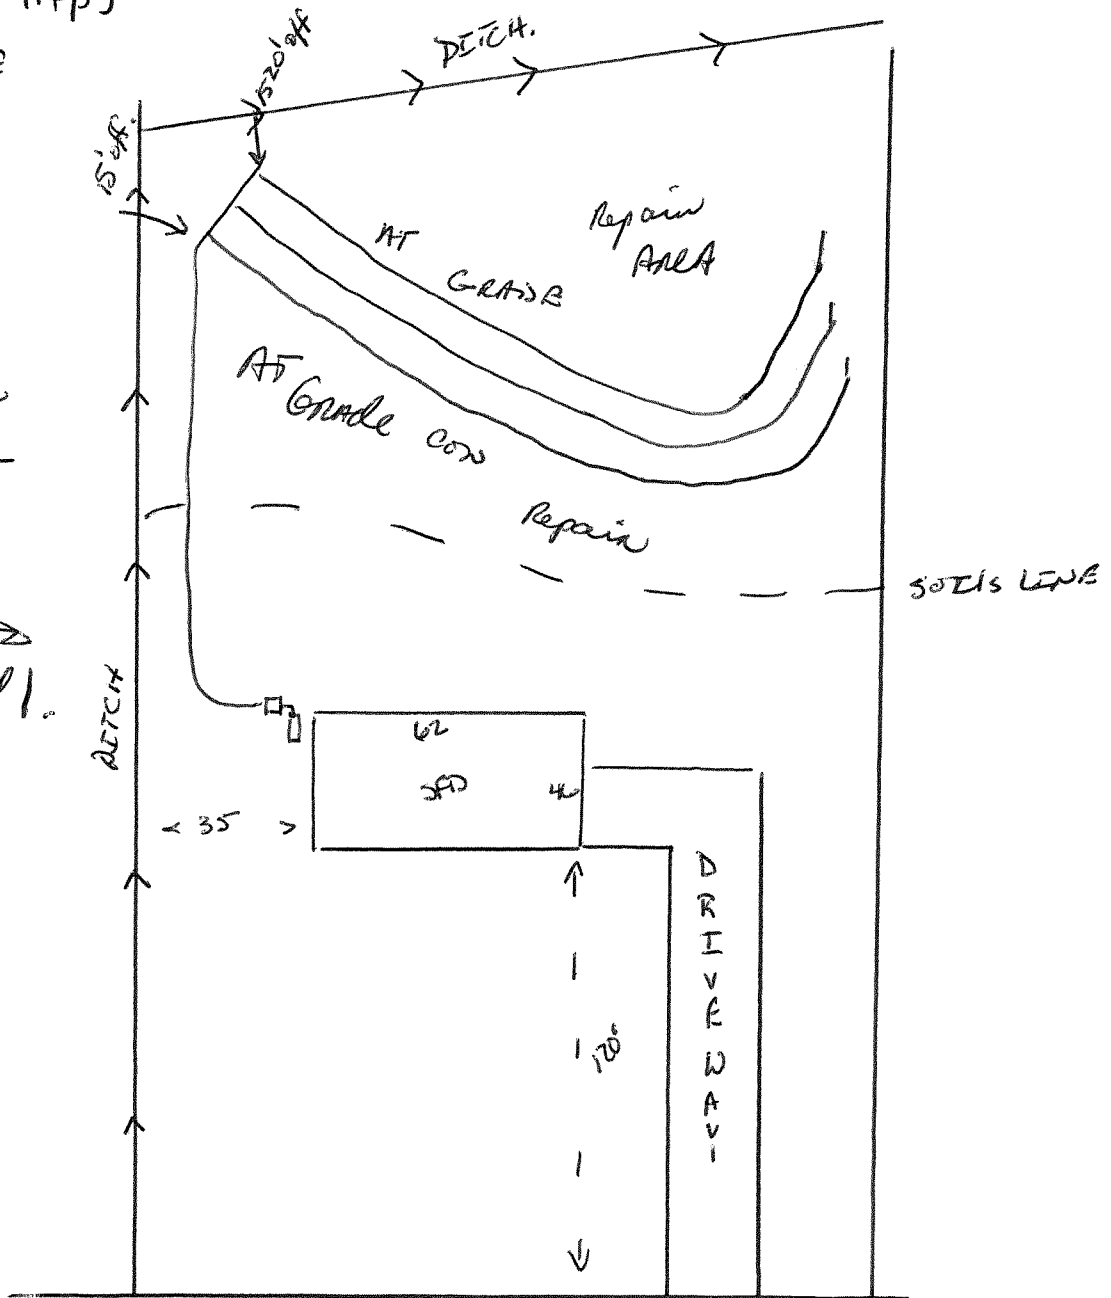 DITCH.
15-20' off
15' off.
AT
GRADE
Repair
AREA
AT
GRADE CON
Repair
SOILS LINE
DITCH
62
SFD
< 35 >
120'
DRIVEWAY